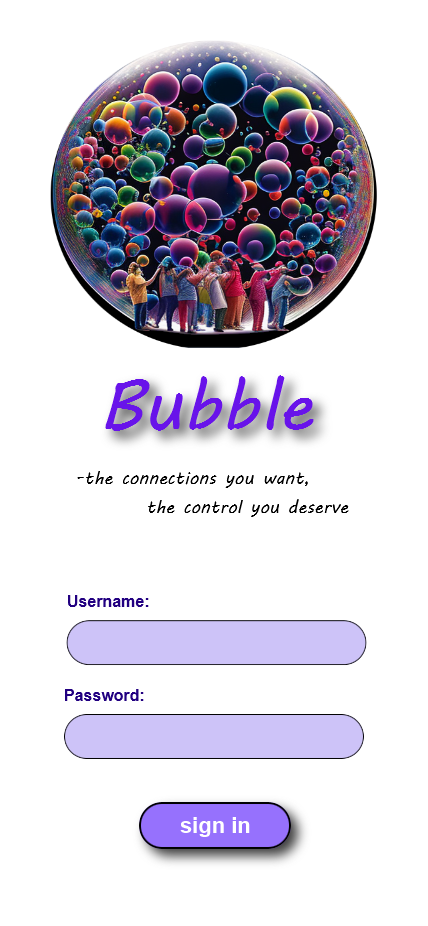 Bubble
-the connections you want,
the control you deserve
Username:
Password:
sign in